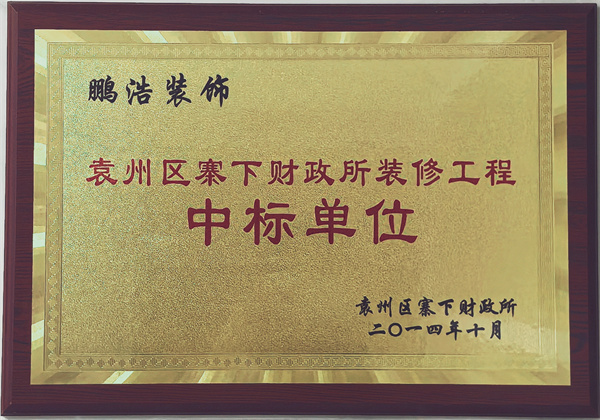 鹏浩装饰
袁州区寨下财政所装修工程
中标单位
袁州区寨下财政所
二〇一四年十月